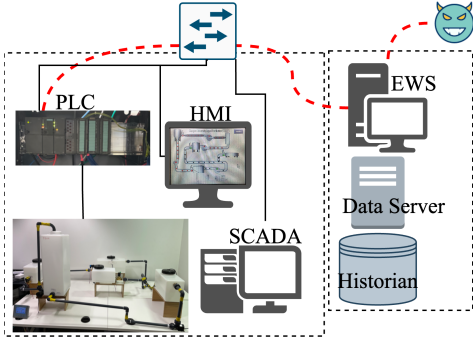 EWS
PLC
HMI
Data Server
SCADA
Historian